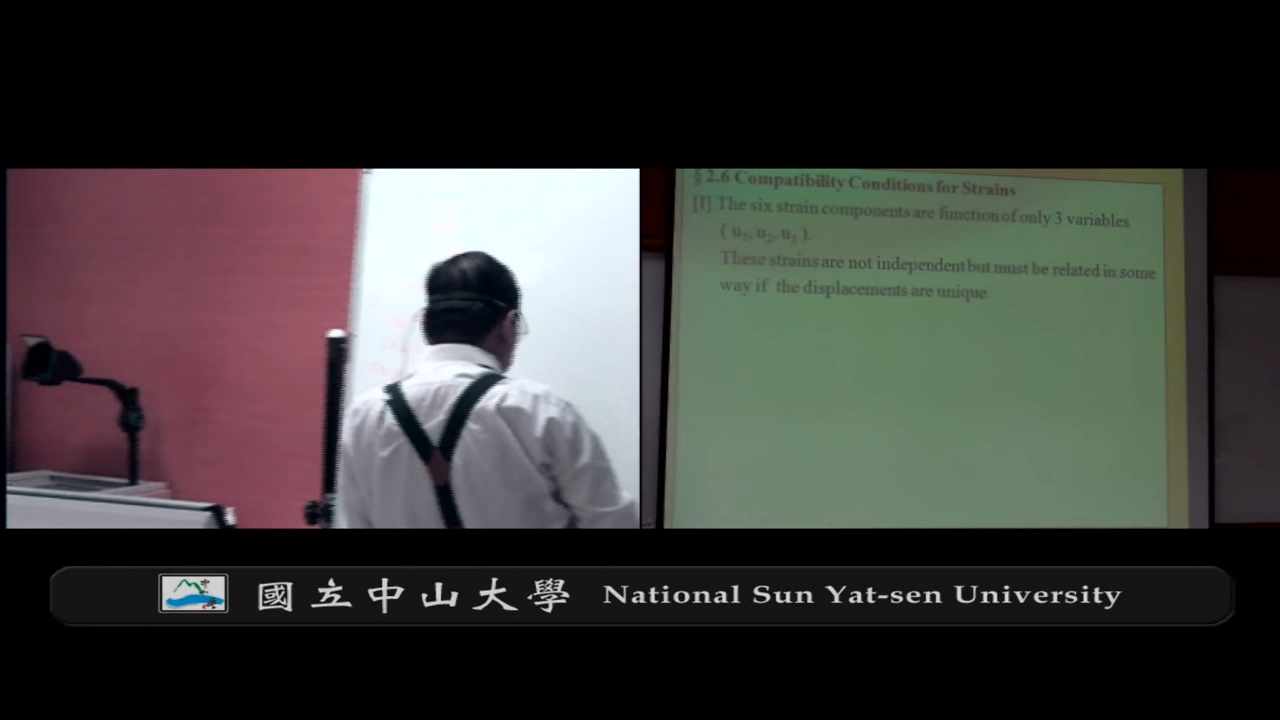 § 2.6 Compatibility Conditions for Strains
[I] The six strain components are function of only 3 variables
( u₁, u₂, u₃ ).
These strains are not independent but must be related in some
way if the displacements are unique.
國立中山大學 National Sun Yat-sen University